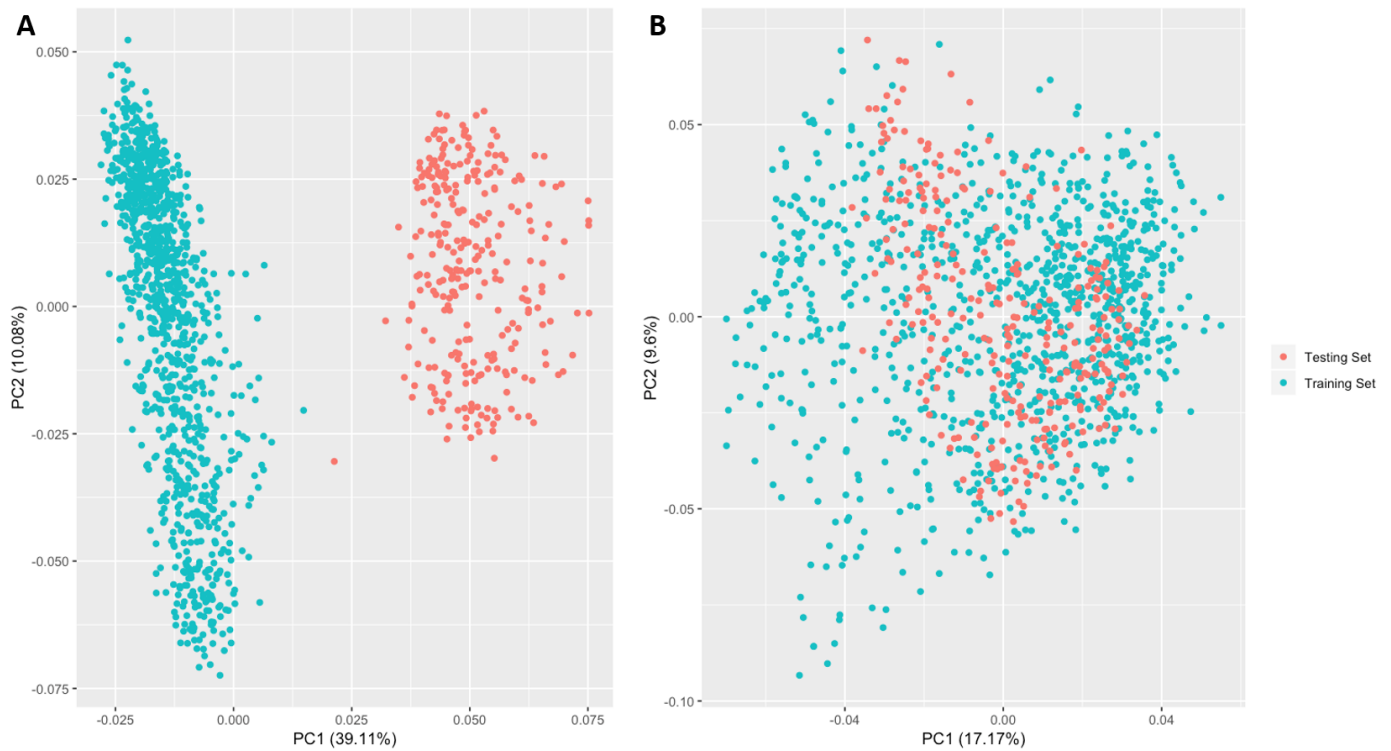 A
B
0.050
0.025
0.000
-0.025
-0.050
-0.075
PC2 (10.08%)
-0.025
0.000
0.025
0.050
0.075
PC1 (39.11%)
0.05
0.00
-0.05
-0.10
PC2 (9.6%)
-0.04
0.00
0.04
PC1 (17.17%)
Testing Set
Training Set